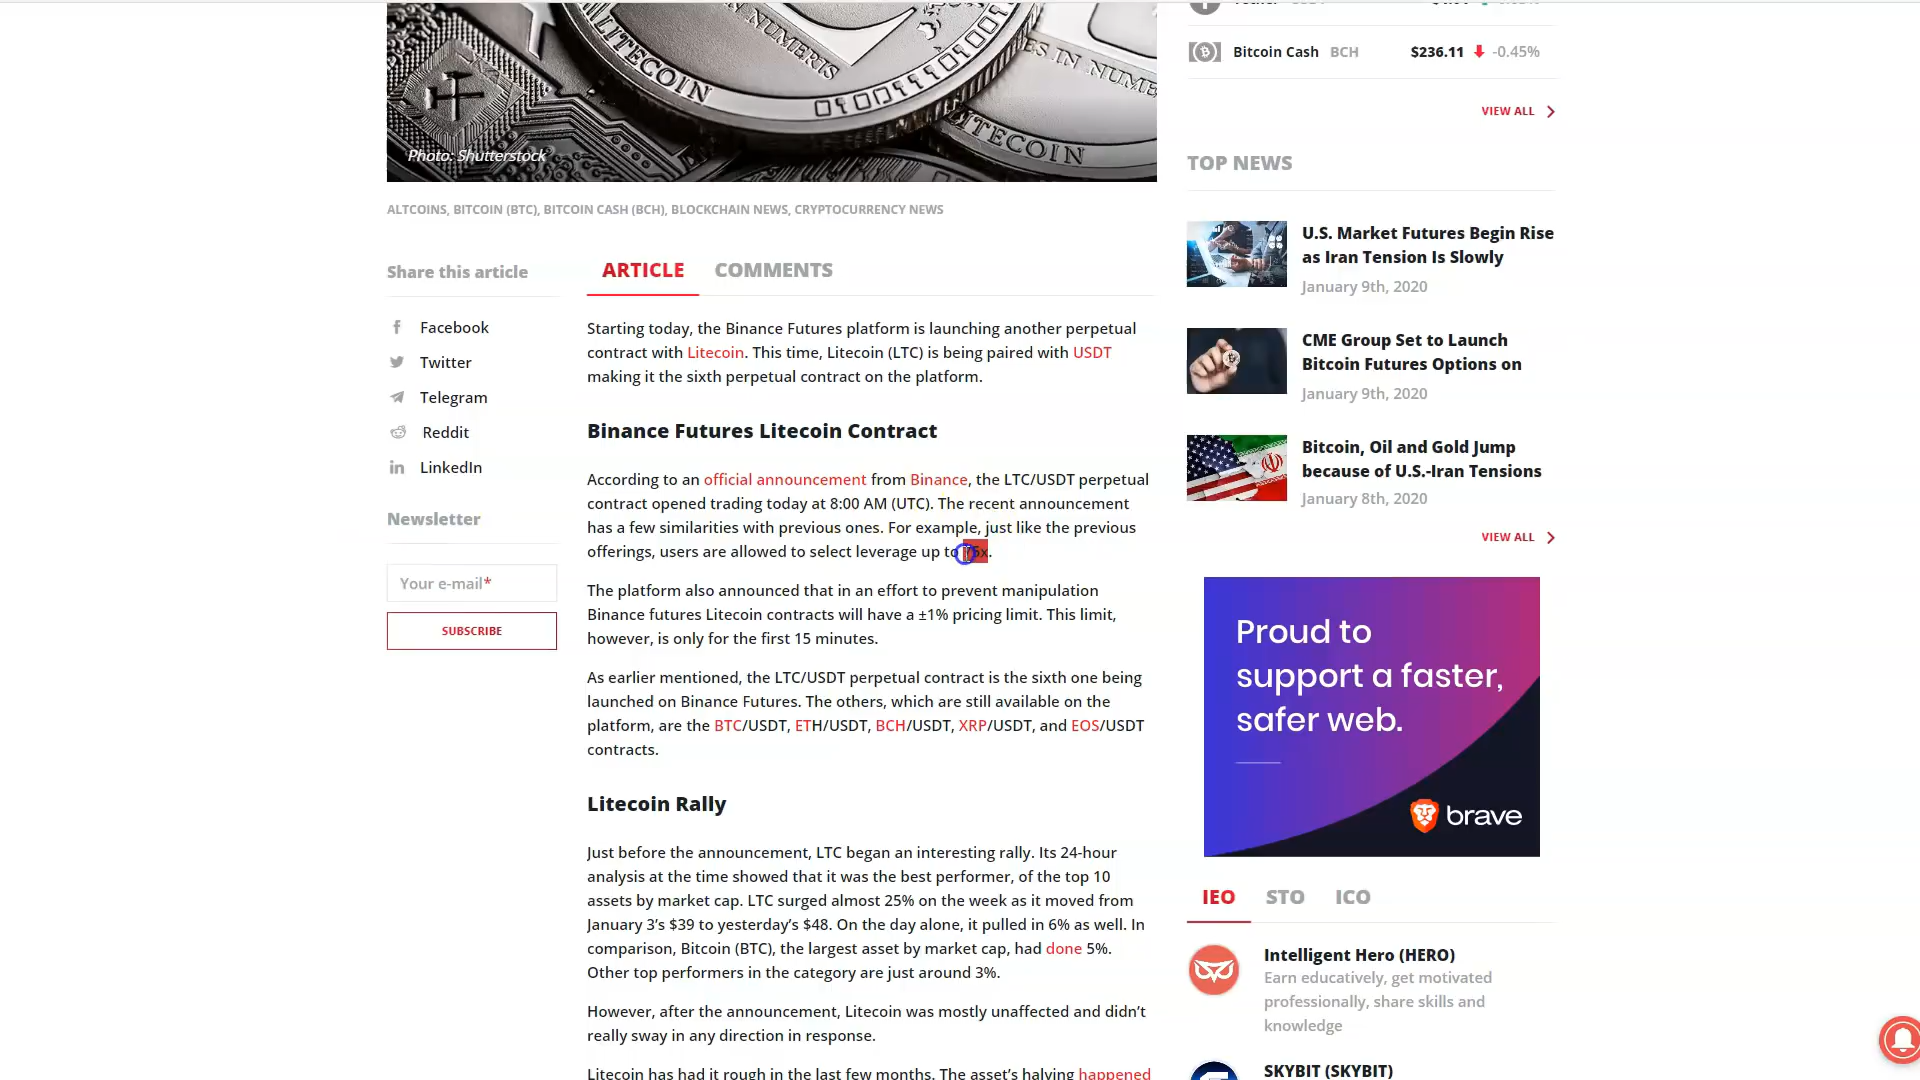 LITECOIN
NUMERIS
LITECOIN
Photo: Shutterstock
ALTCOINS, BITCOIN (BTC), BITCOIN CASH (BCH), BLOCKCHAIN NEWS, CRYPTOCURRENCY NEWS
Share this article
Facebook
Twitter
Telegram
Reddit
LinkedIn
Newsletter
Your e-mail*
SUBSCRIBE
ARTICLE COMMENTS
Starting today, the Binance Futures platform is launching another perpetual
contract with Litecoin. This time, Litecoin (LTC) is being paired with USDT
making it the sixth perpetual contract on the platform.
Binance Futures Litecoin Contract
According to an official announcement from Binance, the LTC/USDT perpetual
contract opened trading today at 8:00 AM (UTC). The recent announcement
has a few similarities with previous ones. For example, just like the previous
offerings, users are allowed to select leverage up to 75x.
The platform also announced that in an effort to prevent manipulation
Binance futures Litecoin contracts will have a ±1% pricing limit. This limit,
however, is only for the first 15 minutes.
As earlier mentioned, the LTC/USDT perpetual contract is the sixth one being
launched on Binance Futures. The others, which are still available on the
platform, are the BTC/USDT, ETH/USDT, BCH/USDT, XRP/USDT, and EOS/USDT
contracts.
Litecoin Rally
Just before the announcement, LTC began an interesting rally. Its 24-hour
analysis at the time showed that it was the best performer, of the top 10
assets by market cap. LTC surged almost 25% on the week as it moved from
January 3's $39 to yesterday's $48. On the day alone, it pulled in 6% as well. In
comparison, Bitcoin (BTC), the largest asset by market cap, had done 5%.
Other top performers in the category are just around 3%.
However, after the announcement, Litecoin was mostly unaffected and didn't
really sway in any direction in response.
Litecoin has had it rough in the last few months. The asset's halving happened
Bitcoin Cash BCH $236.11 -0.45%
VIEW ALL
TOP NEWS
U.S. Market Futures Begin Rise
as Iran Tension Is Slowly
January 9th, 2020
CME Group Set to Launch
Bitcoin Futures Options on
January 9th, 2020
Bitcoin, Oil and Gold Jump
because of U.S.-Iran Tensions
January 8th, 2020
VIEW ALL
Proud to
support a faster,
safer web.
brave
IEO STO ICO
Intelligent Hero (HERO)
Earn educatively, get motivated
professionally, share skills and
knowledge
SKYBIT (SKYBIT)